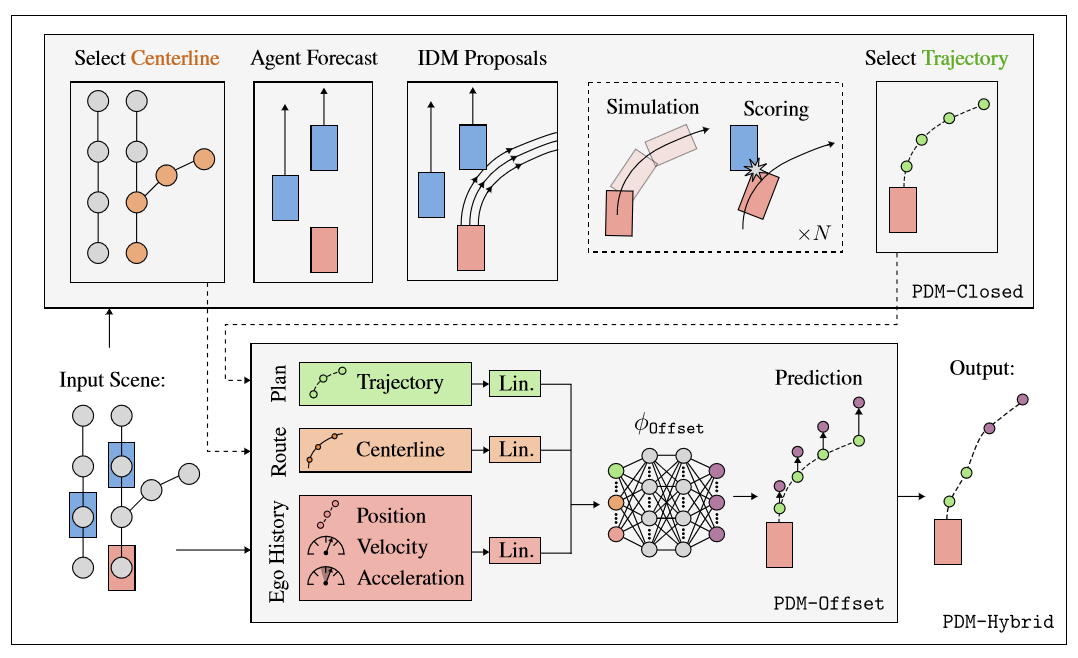 Select Centerline
Agent Forecast
IDM Proposals
Simulation
Scoring
×N
Select Trajectory
PDM-Closed
Input Scene:
Plan
Trajectory
Lin.
Route
Centerline
Lin.
Ego History
Position
Velocity
Acceleration
Lin.
ϕOffset
Prediction
PDM-Offset
Output:
PDM-Hybrid